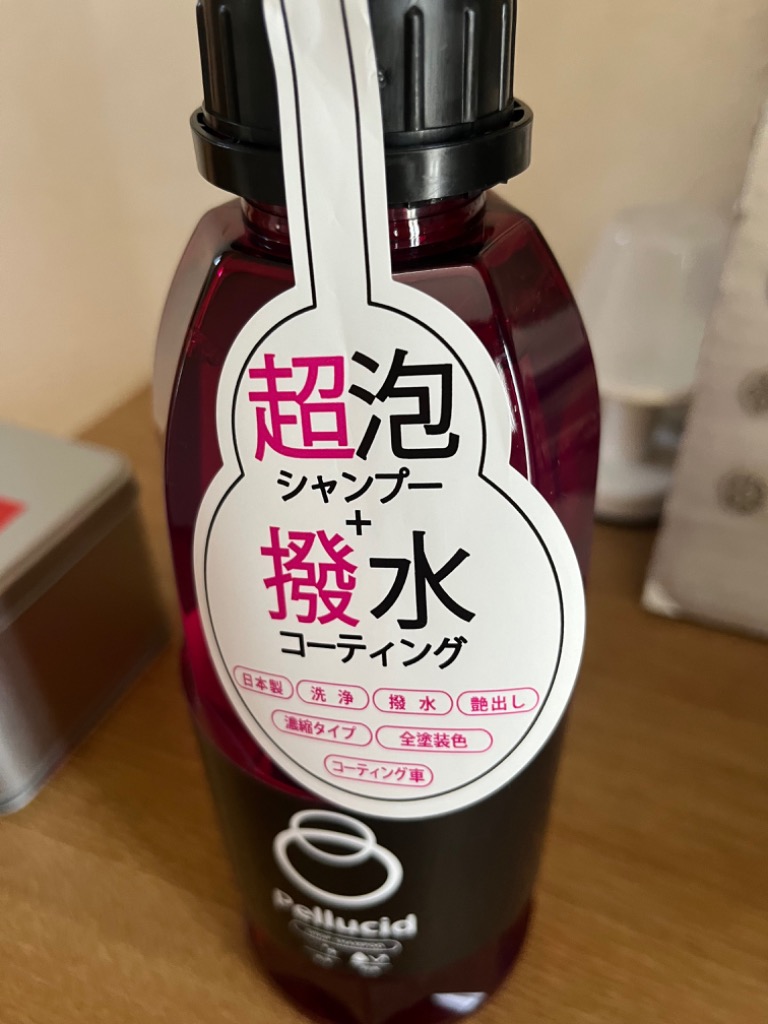 超泡
シャンプー
+
撥水
コーティング
日本製 洗浄 撥水 艶出し
濃縮タイプ 全塗装色
コーティング車
Pellucid